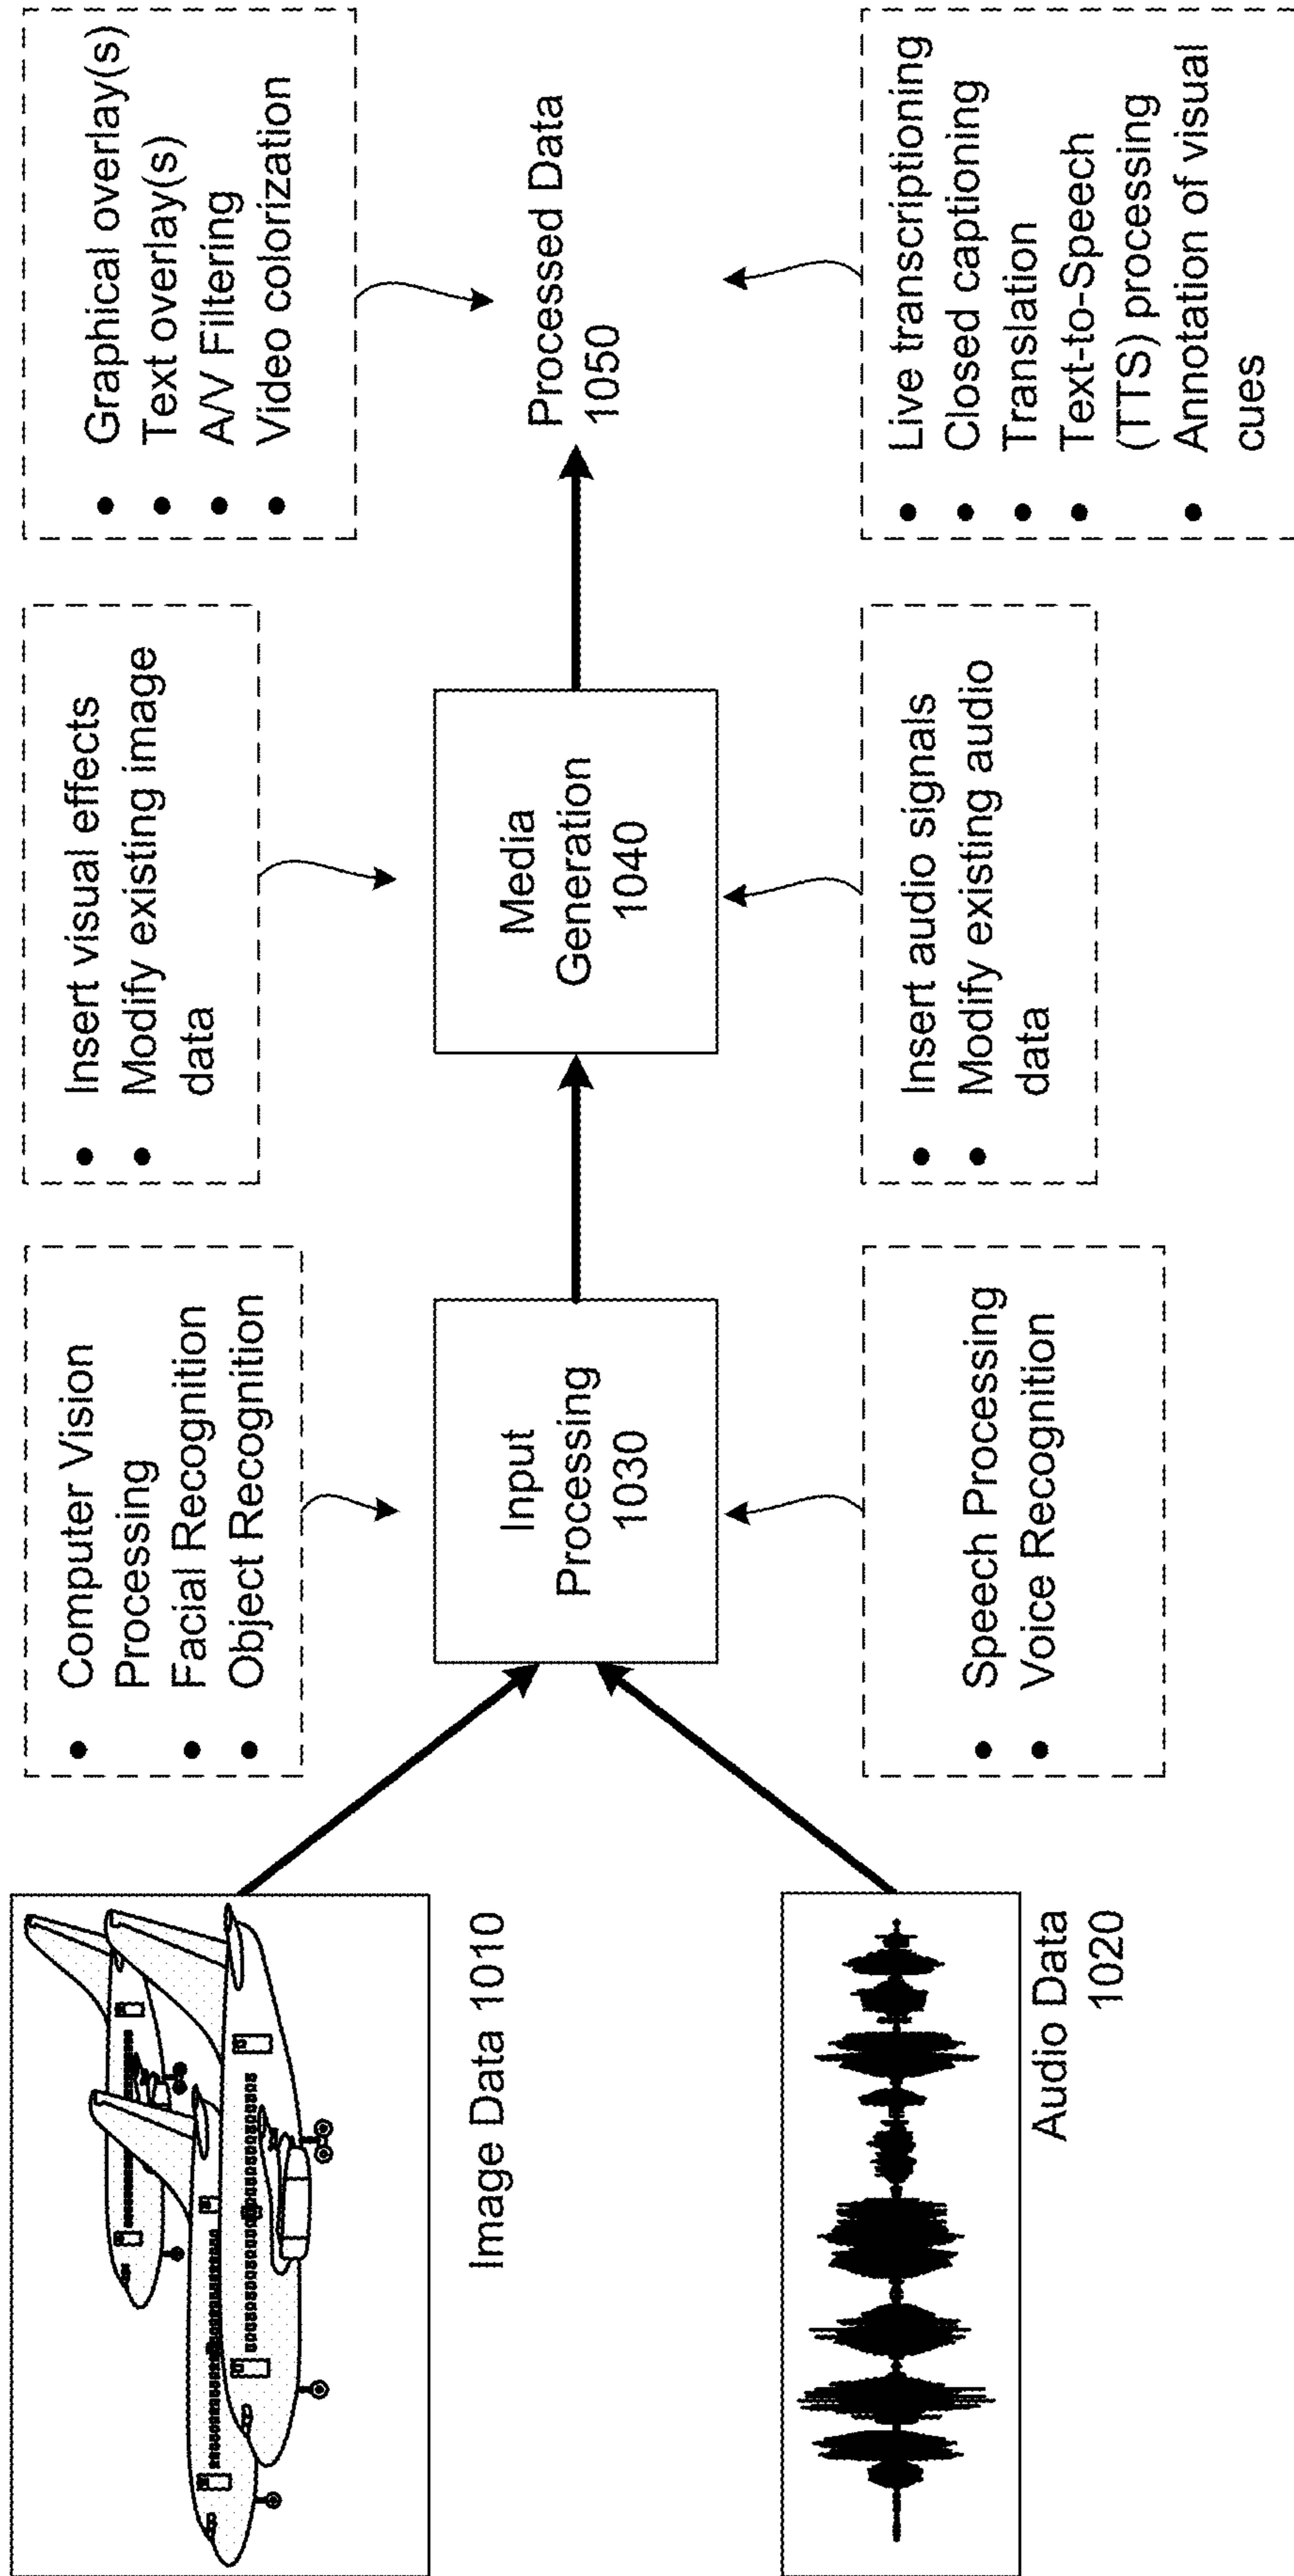 Image Data 1010
Audio Data
1020
• Computer Vision
Processing
• Facial Recognition
• Object Recognition
Input
Processing
1030
• Speech Processing
• Voice Recognition
• Insert visual effects
• Modify existing image
data
Media
Generation
1040
• Insert audio signals
• Modify existing audio
data
• Graphical overlay(s)
• Text overlay(s)
• A/V Filtering
• Video colorization
Processed Data
1050
• Live transcriptioning
• Closed captioning
• Translation
• Text-to-Speech
(TTS) processing
• Annotation of visual
cues